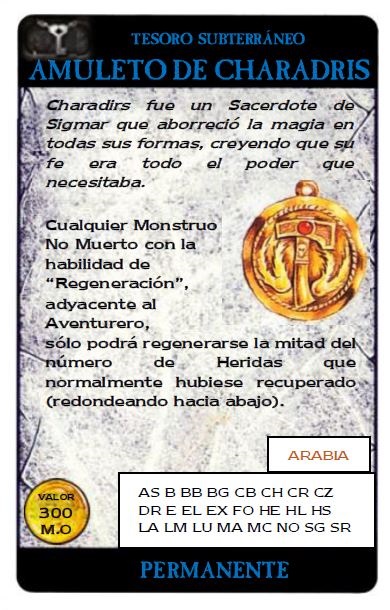 TESORO SUBTERRÁNEO
AMULETO DE CHARADRIS
Charadirs fue un Sacerdote de
Sigmar que aborreció la magia en
todas sus formas, creyendo que su
fe era todo el poder que
necesitaba.
Cualquier Monstruo
No Muerto con la
habilidad de
“Regeneración”,
adyacente al
Aventurero,
sólo podrá regenerarse la mitad del
número de Heridas que
normalmente hubiese recuperado
(redondeando hacia abajo).
ARABIA
VALOR
300
M.O
AS B BB BG CB CH CR CZ
DR E EL EX FO HE HL HS
LA LM LU MA MC NO SG SR
PERMANENTE